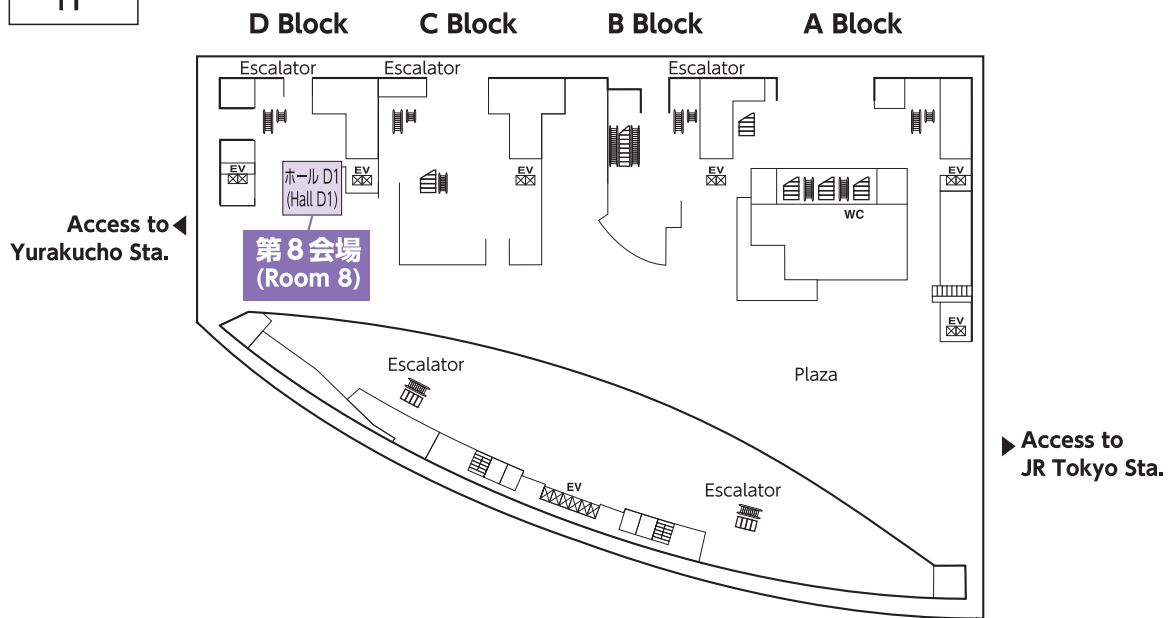 D Block
C Block
B Block
A Block
Escalator
Escalator
Escalator
EV
ホール D1
(Hall D1)
EV
EV
EV
EV
WC
Access to
Yurakucho Sta.
第8会場
(Room 8)
EV
Escalator
Plaza
Access to
JR Tokyo Sta.
EV
Escalator